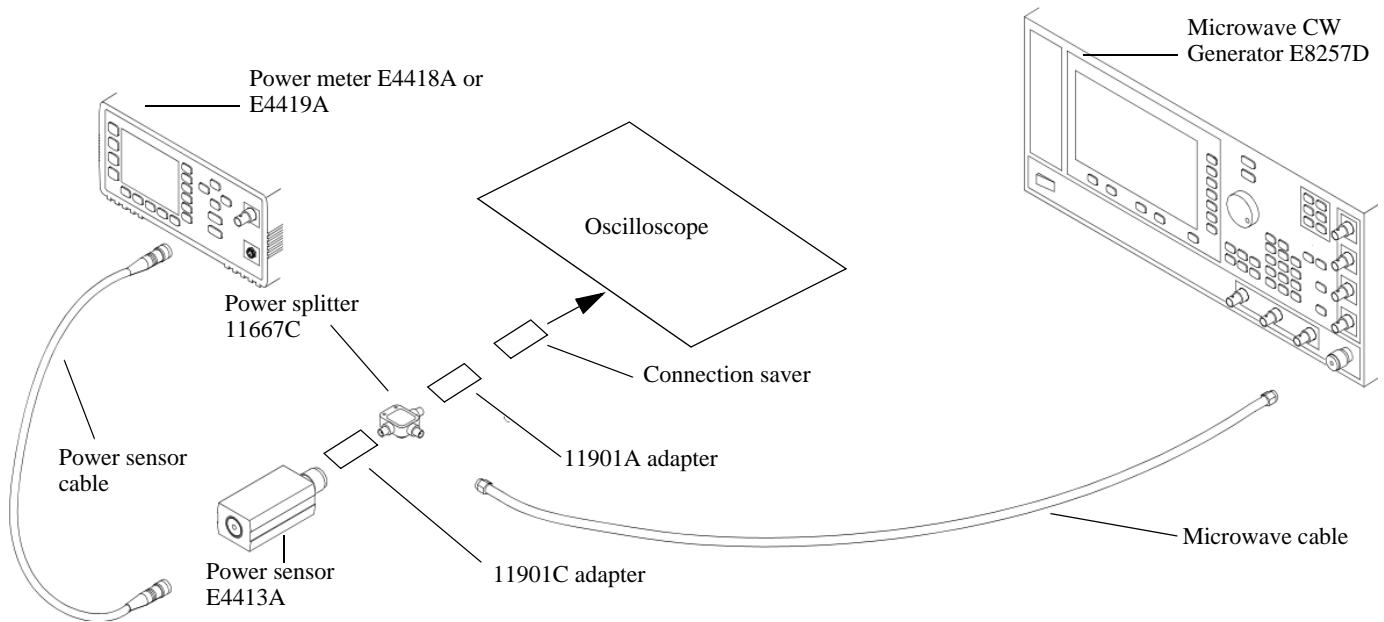 Microwave CW
Generator E8257D
Power meter E4418A or
E4419A
Oscilloscope
Power splitter
11667C
Connection saver
Power sensor
cable
11901A adapter
Microwave cable
Power sensor
E4413A
11901C adapter